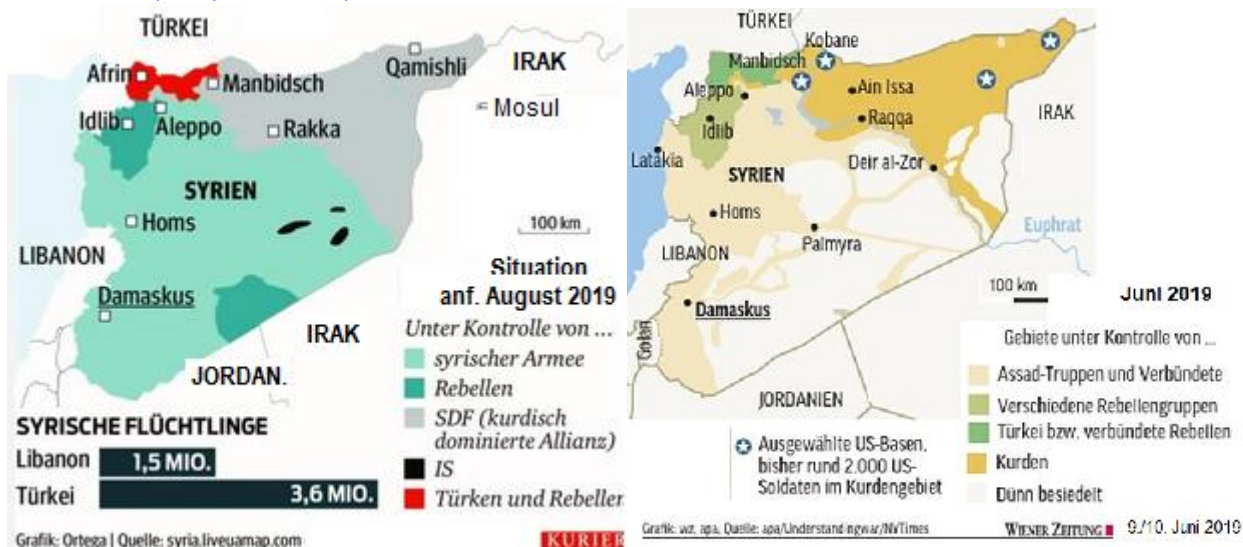 TÜRKEI
Afrin
Manbidsch
Qamishli
IRAK
Mosul
Idlib
Aleppo
Rakka
SYRIEN
Homs
100 km
LIBANON
Situation
anf. August 2019
Damaskus
IRAK
JORDAN.
Unter Kontrolle von ...
syrischer Armee
Rebellen
SDF (kurdisch
dominierte Allianz)
IS
Türken und Rebellen
SYRISCHE FLÜCHTLINGE
Libanon 1,5 MIO.
Türkei 3,6 MIO.
Grafik: Ortega | Quelle: syria.liveuamap.com
KURIER
TÜRKEI
Kobane
Manbidsch
Aleppo
Ain Issa
Idlib
Raqqa
IRAK
Latakia
Deir al-Zor
SYRIEN
Homs
Palmyra
Euphrat
LIBANON
100 km
Juni 2019
Damaskus
Golan
JORDANIEN
Gebiete unter Kontrolle von ...
Assad-Truppen und Verbündete
Verschiedene Rebellengruppen
Türkei bzw. verbündete Rebellen
Kurden
Dünn besiedelt
Ausgewählte US-Basen,
bisher rund 2.000 US-
Soldaten im Kurdengebiet
Grafik: wz, apa, Quelle: apa/Understandingwar/NYTimes
WIENER ZEITUNG
9./10. Juni 2019